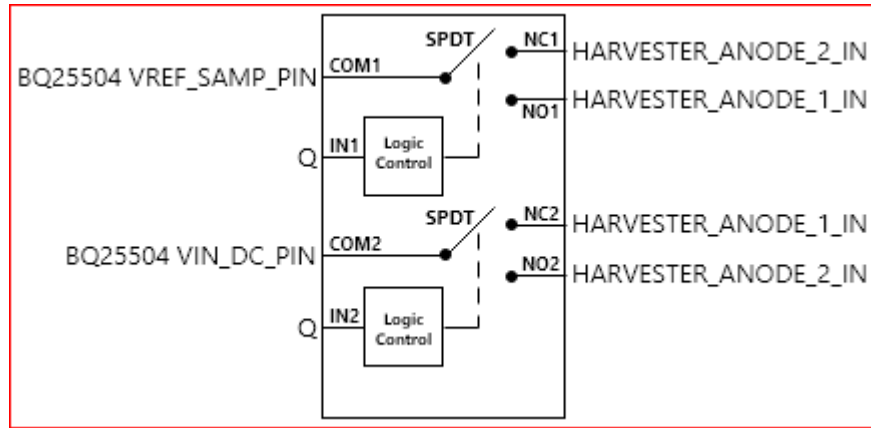 SPDT
NC1
HARVESTER_ANODE_2_IN
BQ25504 VREF_SAMP_PIN
COM1
HARVESTER_ANODE_1_IN
NO1
Q
IN1
Logic
Control
SPDT
NC2
HARVESTER_ANODE_1_IN
BQ25504 VIN_DC_PIN
COM2
NO2
HARVESTER_ANODE_2_IN
Q
IN2
Logic
Control